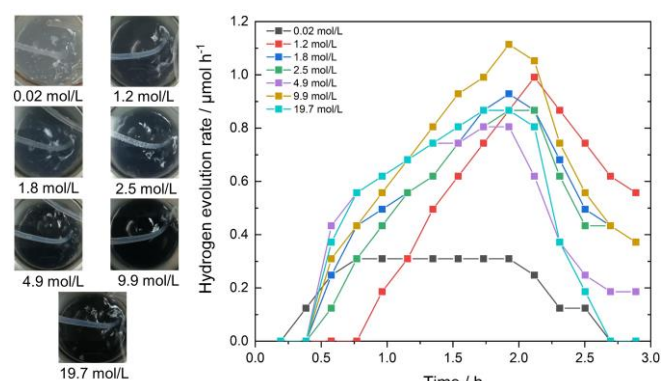 0.02 mol/L
1.2 mol/L
1.8 mol/L
2.5 mol/L
4.9 mol/L
9.9 mol/L
19.7 mol/L
Hydrogen evolution rate / μmol h⁻¹
1.2
1.0
0.8
0.6
0.4
0.2
0.0
0.02 mol/L
1.2 mol/L
1.8 mol/L
2.5 mol/L
4.9 mol/L
9.9 mol/L
19.7 mol/L
0.0 0.5 1.0 1.5 2.0 2.5 3.0
Time / h